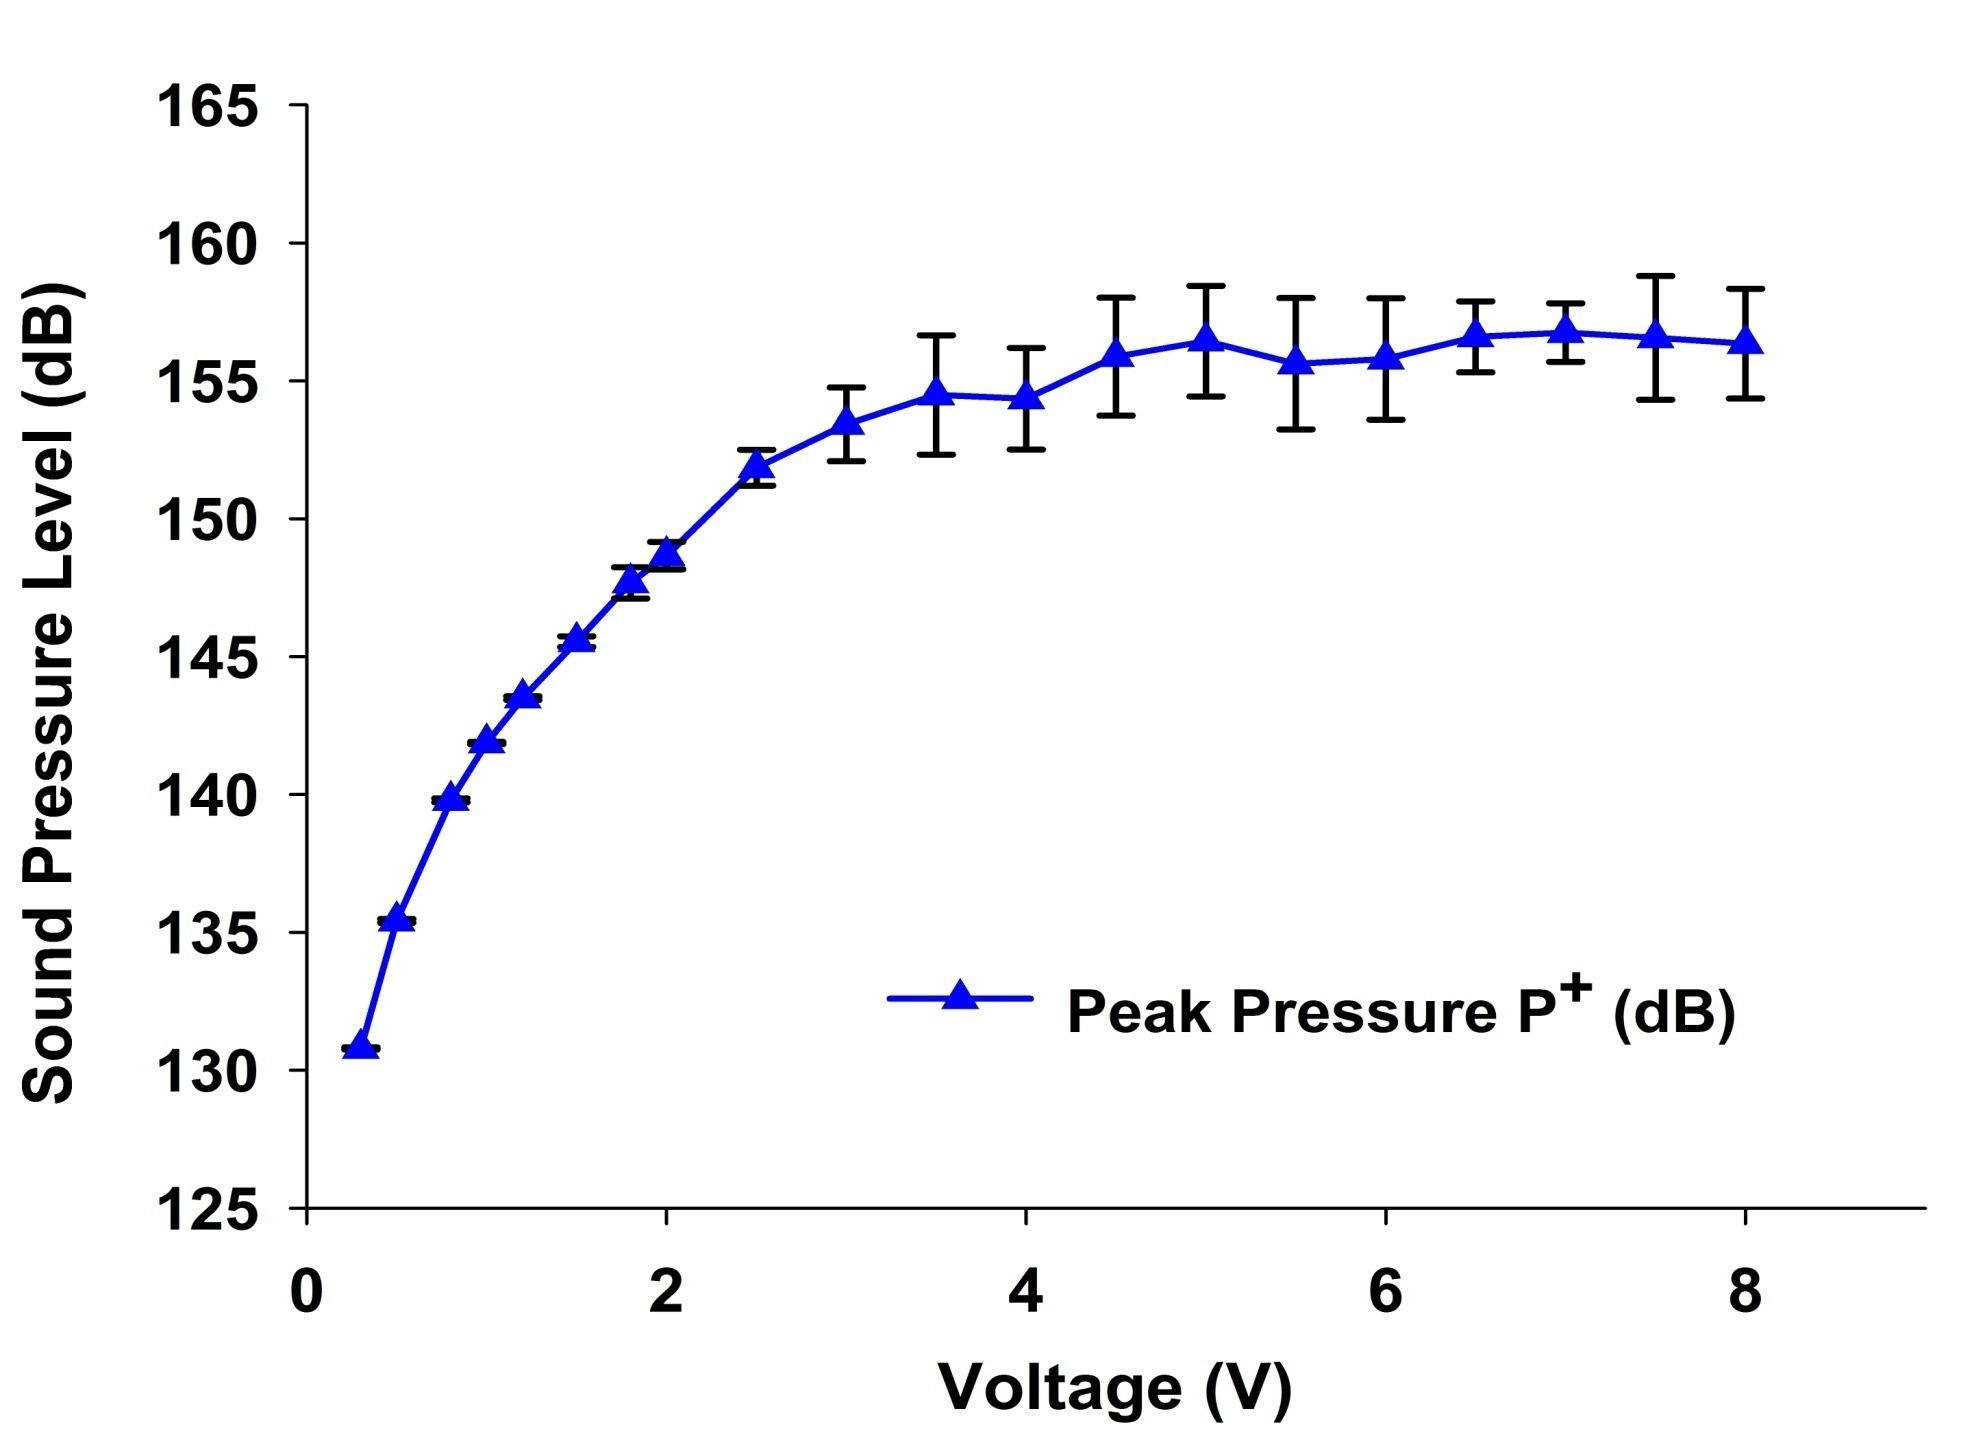 Sound Pressure Level (dB)
165
160
155
150
145
140
135
130
125
Peak Pressure P⁺ (dB)
0 2 4 6 8
Voltage (V)